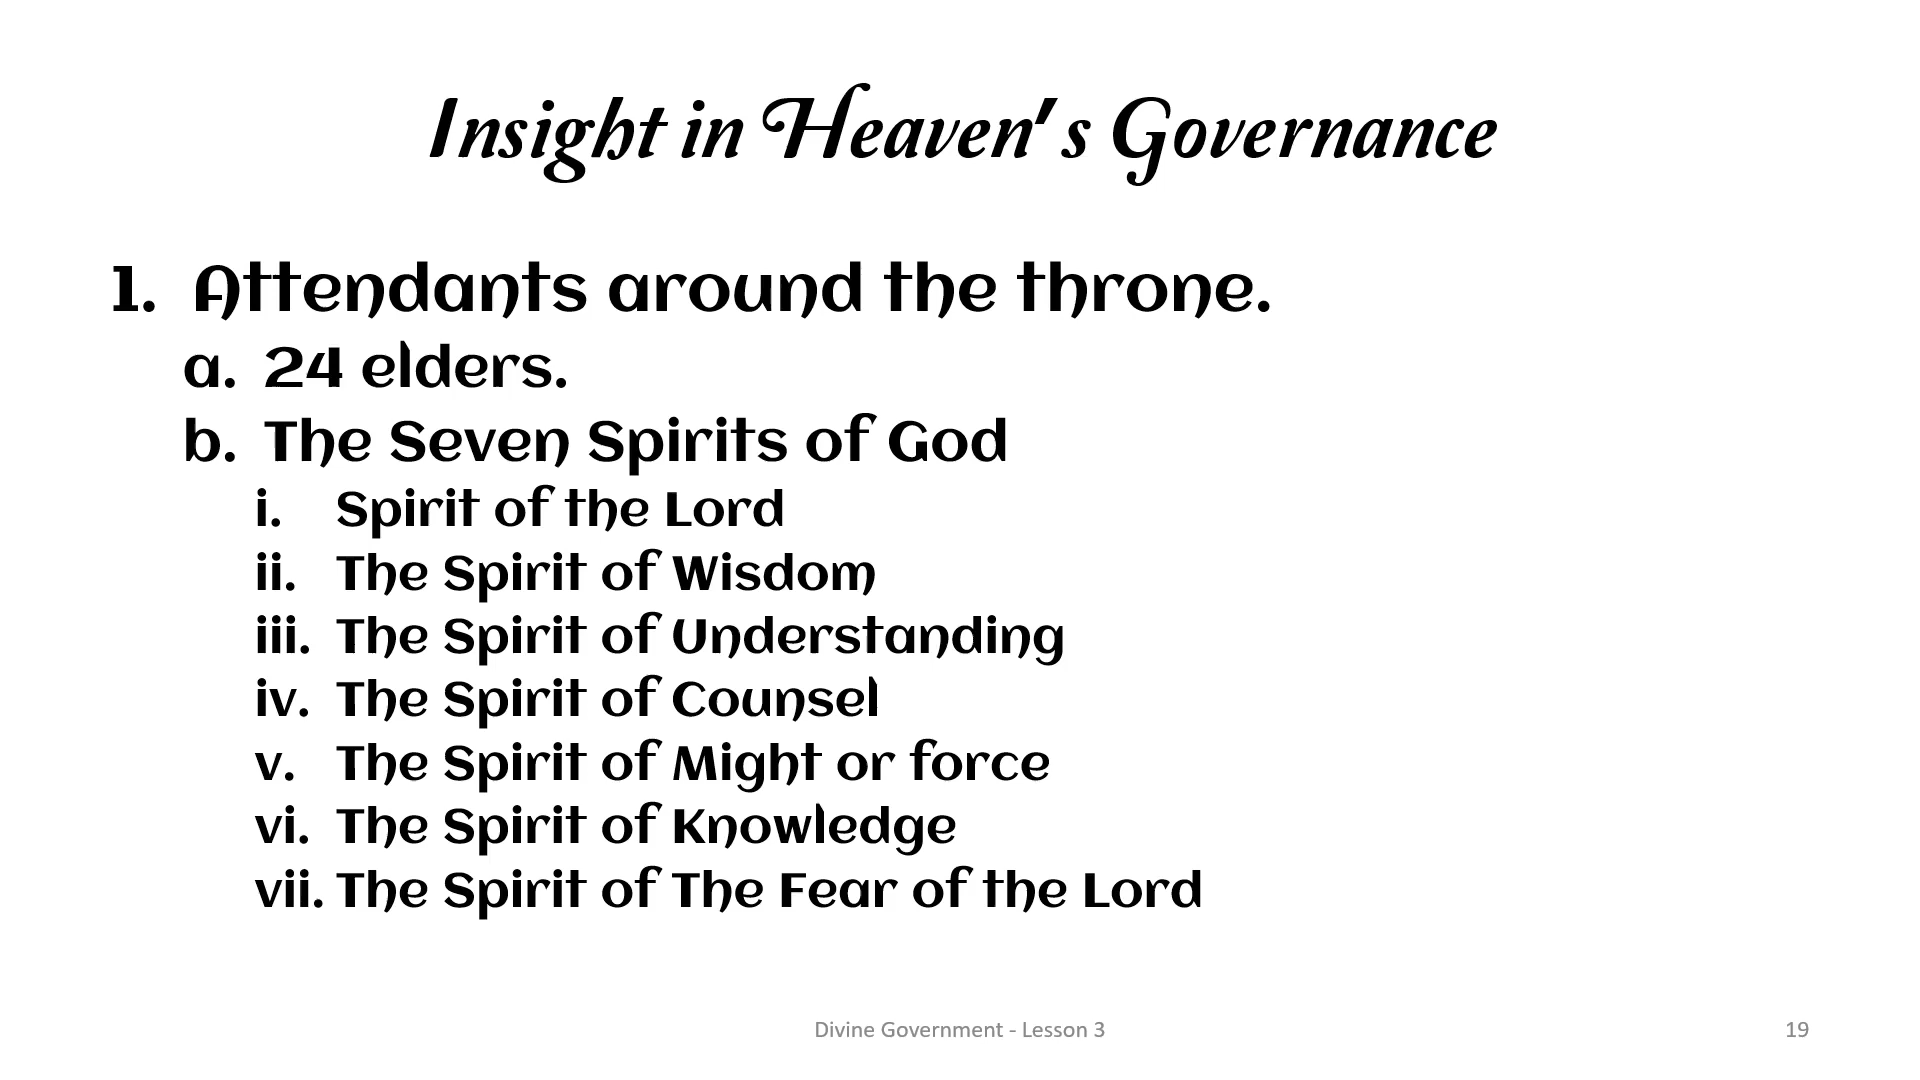 Insight in Heaven's Governance
1. Attendants around the throne.
a. 24 elders.
b. The Seven Spirits of God
i. Spirit of the Lord
ii. The Spirit of Wisdom
iii. The Spirit of Understanding
iv. The Spirit of Counsel
v. The Spirit of Might or force
vi. The Spirit of Knowledge
vii. The Spirit of The Fear of the Lord
Divine Government - Lesson 3
19